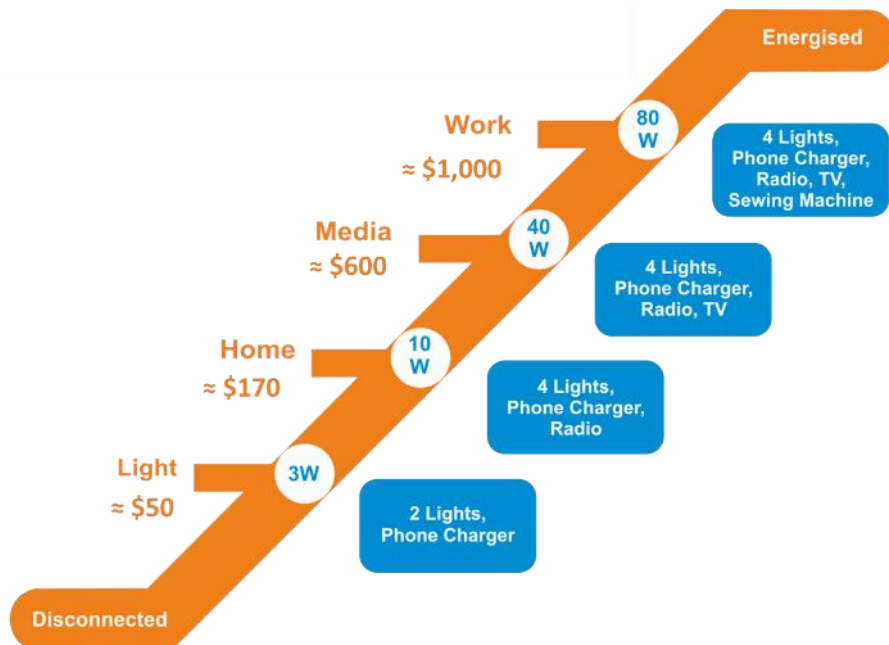 Energised
Work
≈ $1,000
80
W
4 Lights,
Phone Charger,
Radio, TV,
Sewing Machine
Media
≈ $600
40
W
4 Lights,
Phone Charger,
Radio, TV
Home
≈ $170
10
W
4 Lights,
Phone Charger,
Radio
Light
≈ $50
3W
2 Lights,
Phone Charger
Disconnected